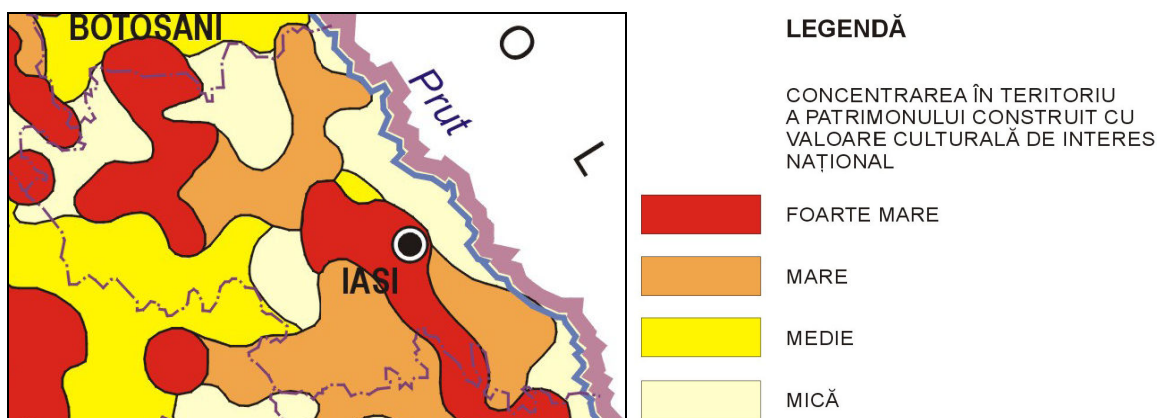 BOTOSANI
O
Prut
L
IASI
LEGENDĂ
CONCENTRAREA ÎN TERITORIU
A PATRIMONULUI CONSTRUIT CU
VALOARE CULTURALĂ DE INTERES
NAȚIONAL
FOARTE MARE
MARE
MEDIE
MICĂ